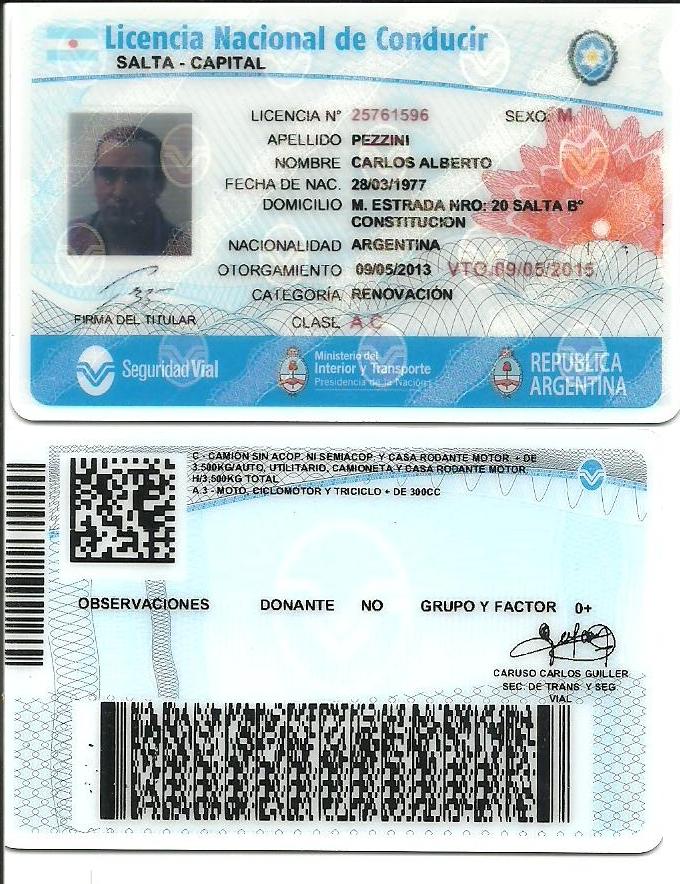 Licencia Nacional de Conducir
SALTA - CAPITAL
LICENCIA N° 25761596 SEXO: M
APELLIDO PEZZINI
NOMBRE CARLOS ALBERTO
FECHA DE NAC. 28/03/1977
DOMICILIO M. ESTRADA NRO: 20 SALTA B°
CONSTITUCION
NACIONALIDAD ARGENTINA
OTORGAMIENTO 09/05/2013 VTO.09/05/2015
CATEGORÍA RENOVACIÓN
FIRMA DEL TITULAR
CLASE A C
Seguridad Vial
Ministerio del
Interior y Transporte
Presidencia de la Nación
REPÚBLICA
ARGENTINA
C - CAMION SIN ACOP. NI SEMIACOP. Y CASA RODANTE MOTOR. + DE
3.500KG/AUTO, UTILITARIO, CAMIONETA Y CASA RODANTE MOTOR.
H/3,500KG TOTAL
A 3 - MOTO, CICLOMOTOR Y TRICICLO + DE 300CC
OBSERVACIONES DONANTE NO GRUPO Y FACTOR 0+
CARUSO CARLOS GUILLER
SEC. DE TRANS. Y SEG.
VIAL